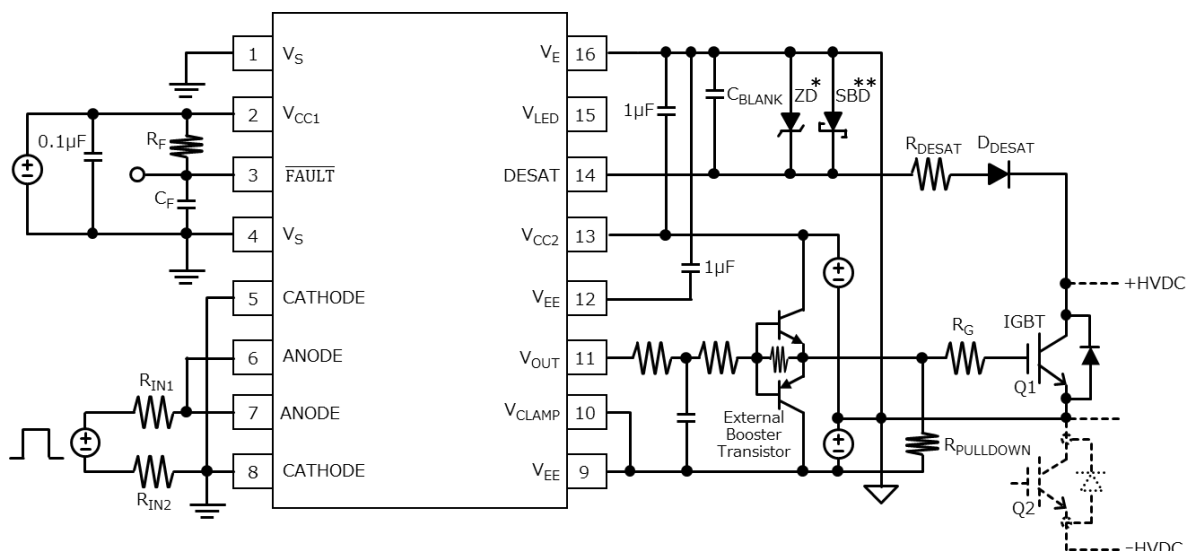 1 V_S
2 V_CC1
3 FAULT
4 V_S
5 CATHODE
6 ANODE
7 ANODE
8 CATHODE
V_E 16
V_LED 15
DESAT 14
V_CC2 13
V_EE 12
V_OUT 11
V_CLAMP 10
V_EE 9
0.1μF
R_F
C_F
R_IN1
R_IN2
1μF
C_BLANK
ZD*
SBD**
R_DESAT
D_DESAT
1μF
+HVDC
R_G
IGBT
Q1
External
Booster
Transistor
R_PULLDOWN
Q2
-HVDC